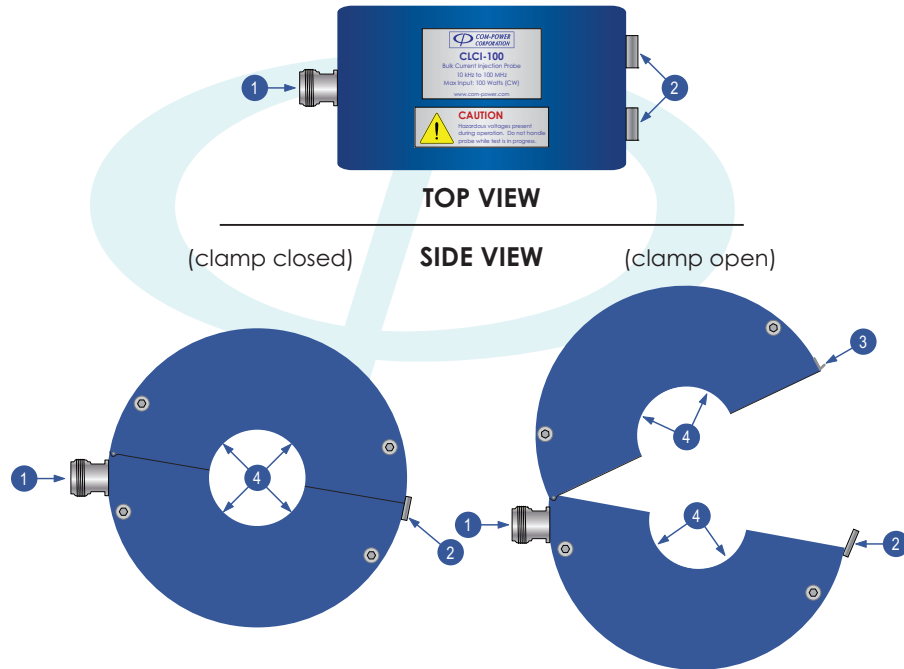 COM-POWER
CORPORATION
CLCI-100
Bulk Current Injection Probe
10 kHz to 100 MHz
Max Input: 100 Watts (CW)
www.com-power.com
1
2
CAUTION
Hazardous voltages present
during operation. Do not handle
probe while test is in progress.
TOP VIEW
(clamp closed) SIDE VIEW (clamp open)
3
4
1
4
2
1
4
2